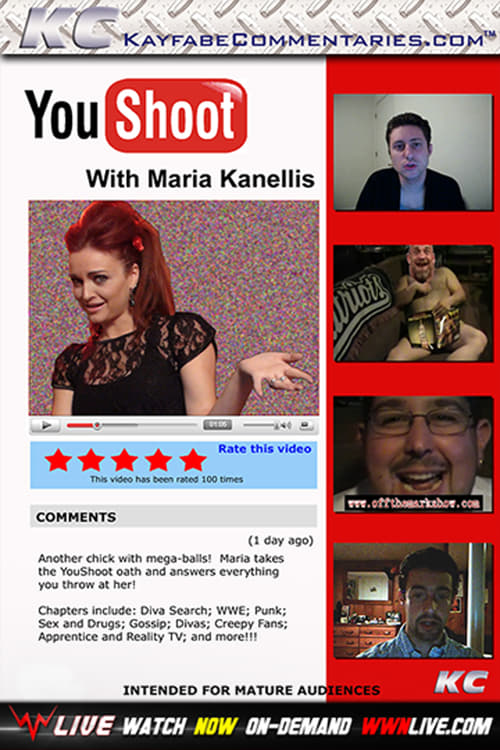 KC KAYFABECOMMENTARIES.COM™
You Shoot
With Maria Kanellis
01:05
Rate this video
This video has been rated 100 times
COMMENTS
(1 day ago)
Another chick with mega-balls! Maria takes
the YouShoot oath and answers everything
you throw at her!
Chapters include: Diva Search; WWE; Punk;
Sex and Drugs; Gossip; Divas; Creepy Fans;
Apprentice and Reality TV; and more!!!
www.offthemarkshow.com
KC
INTENDED FOR MATURE AUDIENCES
LIVE WATCH NOW ON-DEMAND WWNLIVE.COM